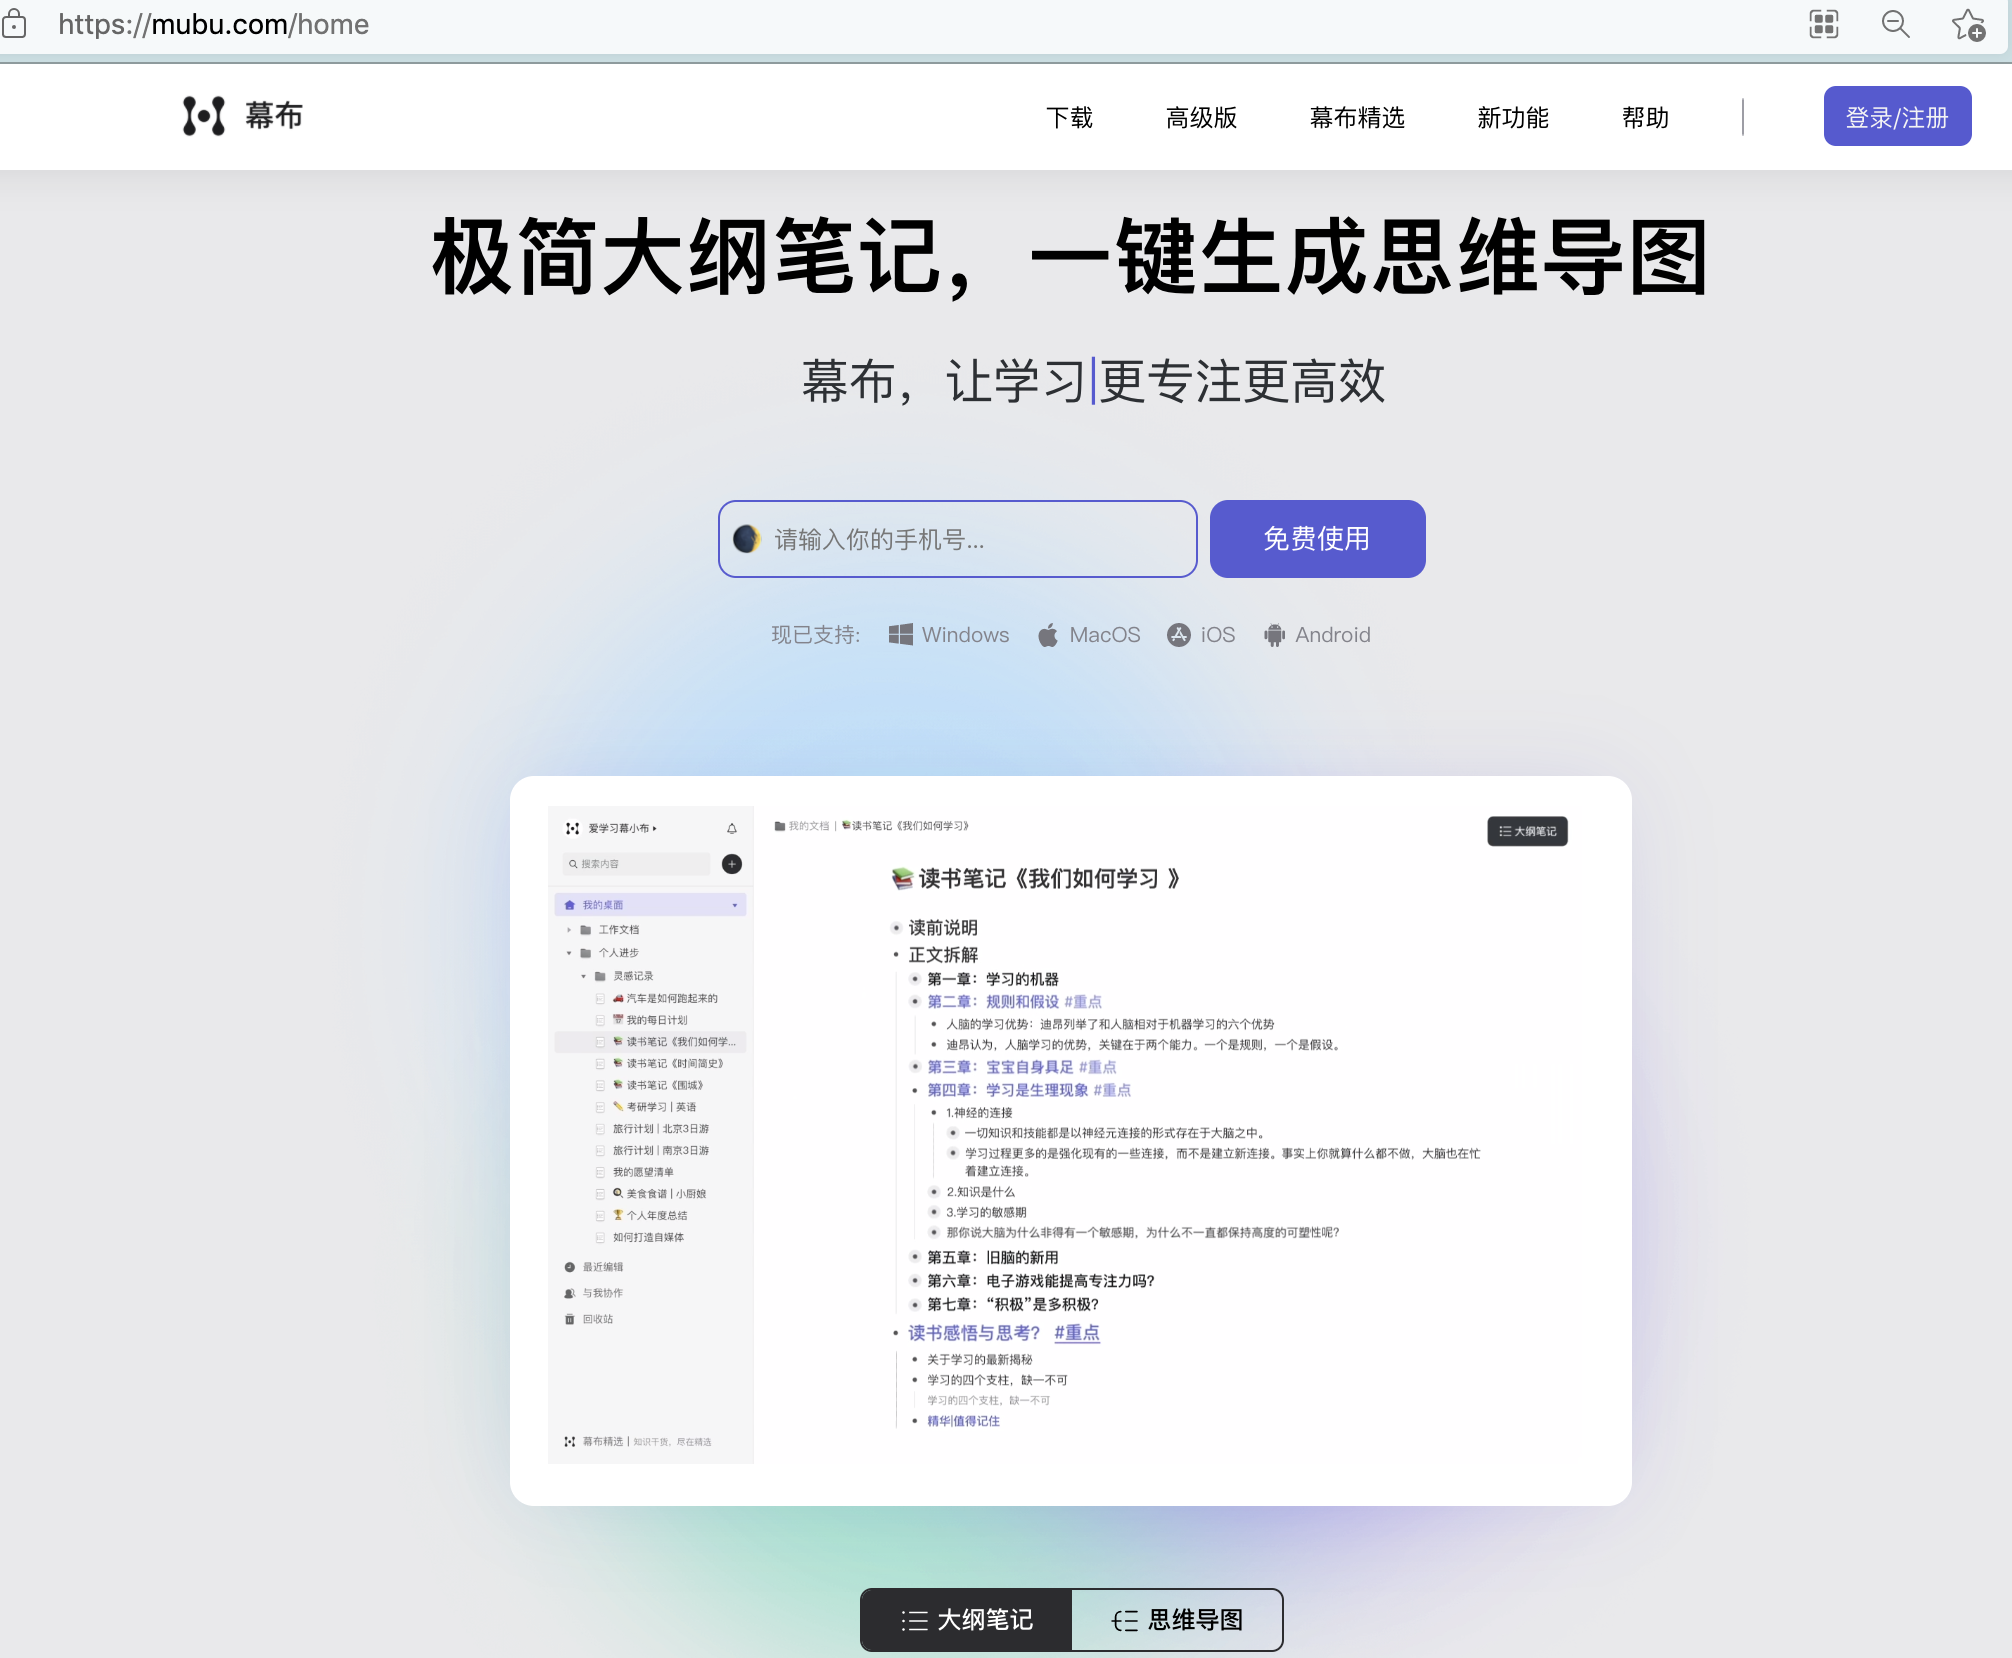 https://mubu.com/home
幕布
下载 高级版 幕布精选 新功能 帮助 登录/注册
极简大纲笔记，一键生成思维导图
幕布，让学习更专注更高效
请输入你的手机号...
免费使用
现已支持: Windows MacOS iOS Android
爱学习幕小布
搜索内容
我的桌面
工作文档
个人进步
灵感记录
汽车是如何跑起来的
我的每日计划
读书笔记《我们如何学...
读书笔记《时间简史》
读书笔记《围城》
考研学习 | 英语
旅行计划 | 北京3日游
旅行计划 | 南京3日游
我的愿望清单
美食食谱 | 小厨娘
个人年度总结
如何打造自媒体
最近编辑
与我协作
回收站
幕布精选 | 知识干货，尽在精选
我的文档 | 读书笔记《我们如何学习》
大纲笔记
读书笔记《我们如何学习 》
读前说明
正文拆解
第一章：学习的机器
第二章：规则和假设 #重点
人脑的学习优势：迪昂列举了和人脑相对于机器学习的六个优势
迪昂认为，人脑学习的优势，关键在于两个能力。一个是规则，一个是假设。
第三章：宝宝自身具足 #重点
第四章：学习是生理现象 #重点
1.神经的连接
一切知识和技能都是以神经元连接的形式存在于大脑之中。
学习过程更多的是强化现有的一些连接，而不是建立新连接。事实上你就算什么都不做，大脑也在忙
着建立连接。
2.知识是什么
3.学习的敏感期
那你说大脑为什么非得有一个敏感期，为什么不一直都保持高度的可塑性呢?
第五章：旧脑的新用
第六章：电子游戏能提高专注力吗?
第七章：“积极”是多积极?
读书感悟与思考? #重点
关于学习的最新揭秘
学习的四个支柱，缺一不可
学习的四个支柱，缺一不可
精华|值得记住
大纲笔记
思维导图